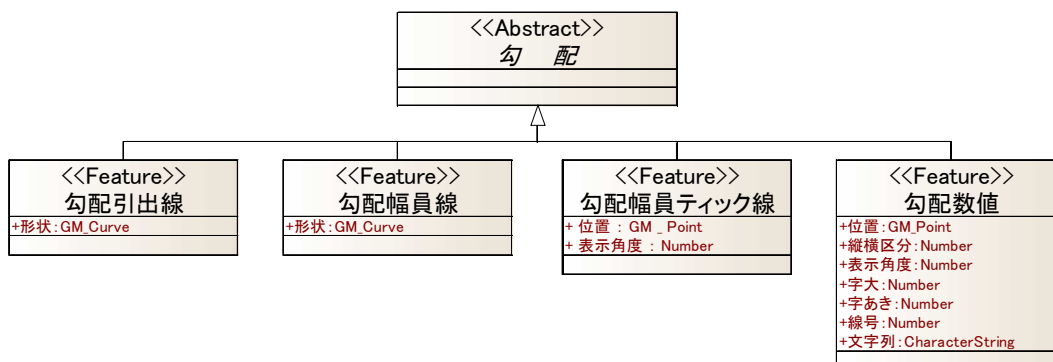 <<Abstract>>
勾　配
<<Feature>>
勾配引出線
+形状:GM_Curve
<<Feature>>
勾配幅員線
+形状:GM_Curve
<<Feature>>
勾配幅員ティック線
+ 位置 : GM _ Point
+ 表示角度 : Number
<<Feature>>
勾配数値
+位置:GM_Point
+縦横区分:Number
+表示角度:Number
+字大:Number
+字あき:Number
+線号:Number
+文字列:CharacterString